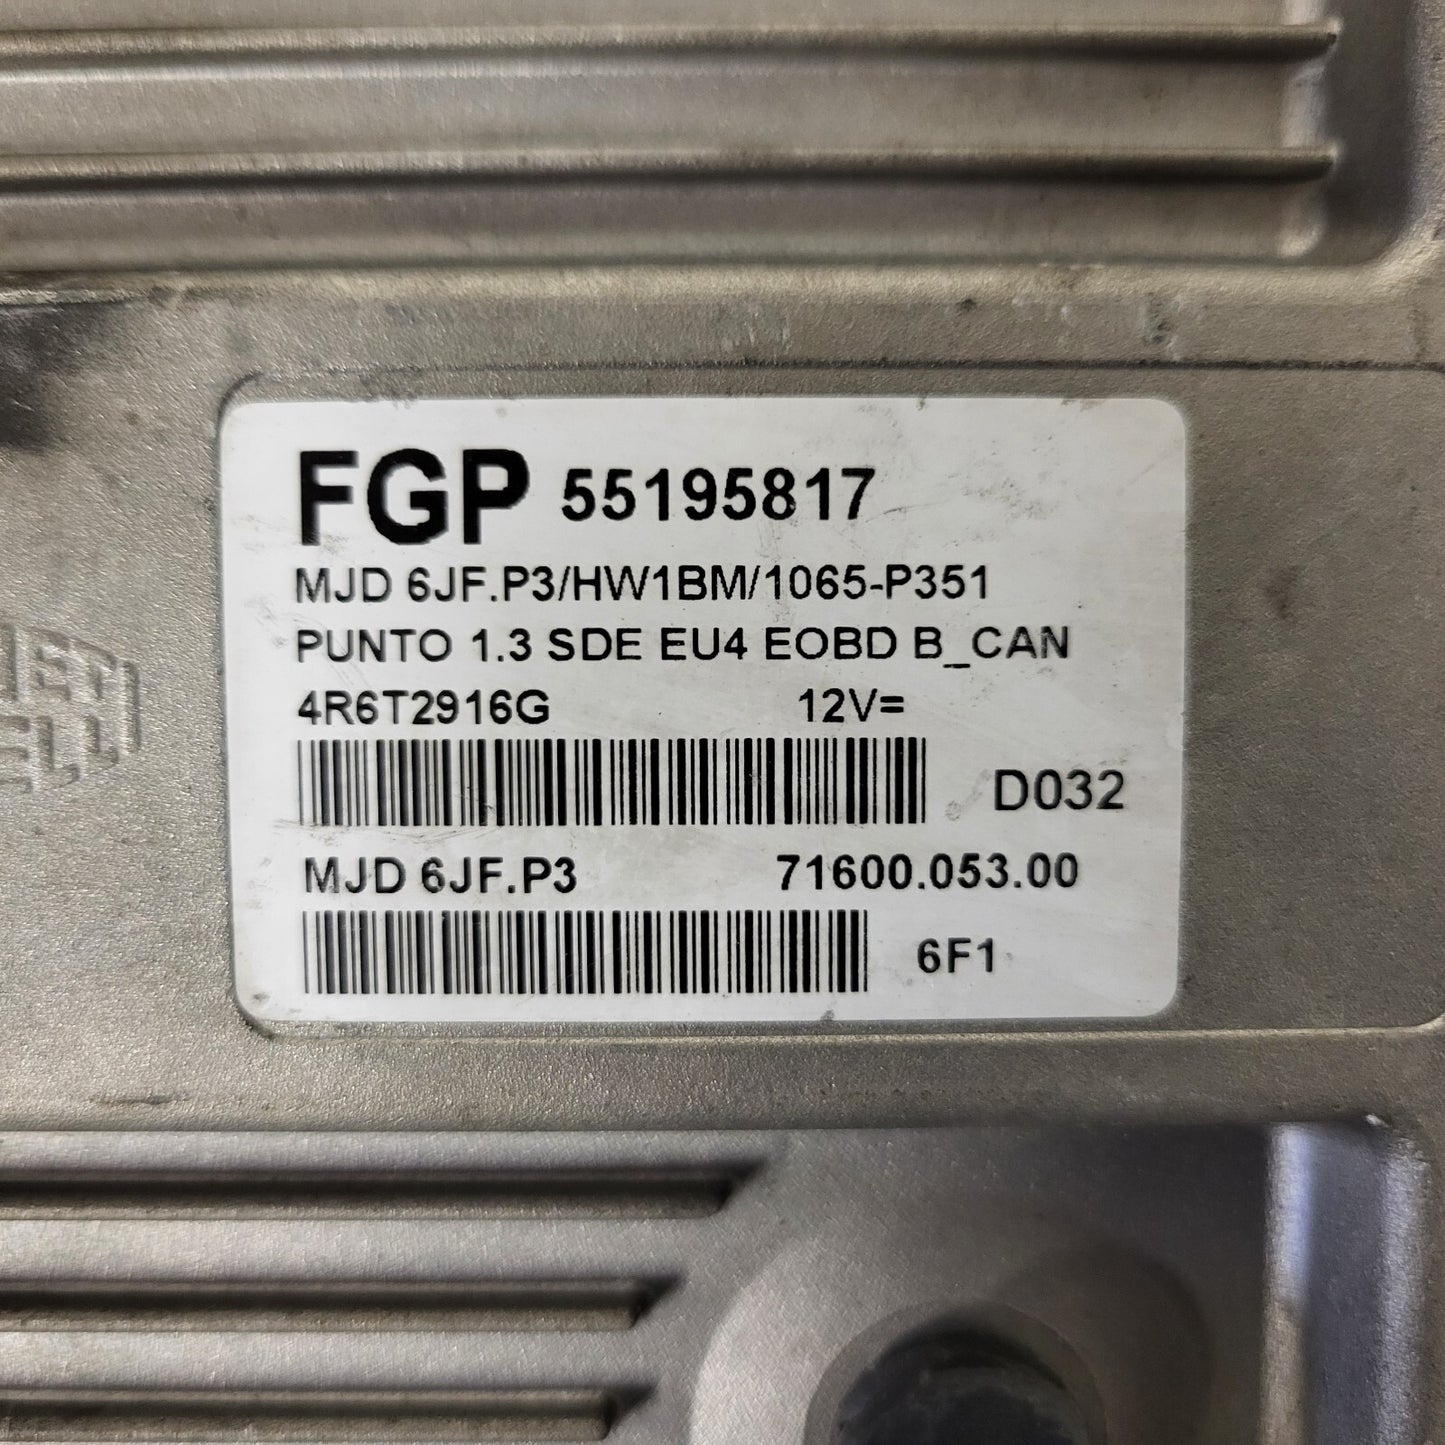 FGP 55195817
MJD 6JF.P3/HW1BM/1065-P351
PUNTO 1.3 SDE EU4 EOBD B_CAN
4R6T2916G 12V=
D032
MJD 6JF.P3 71600.053.00
6F1